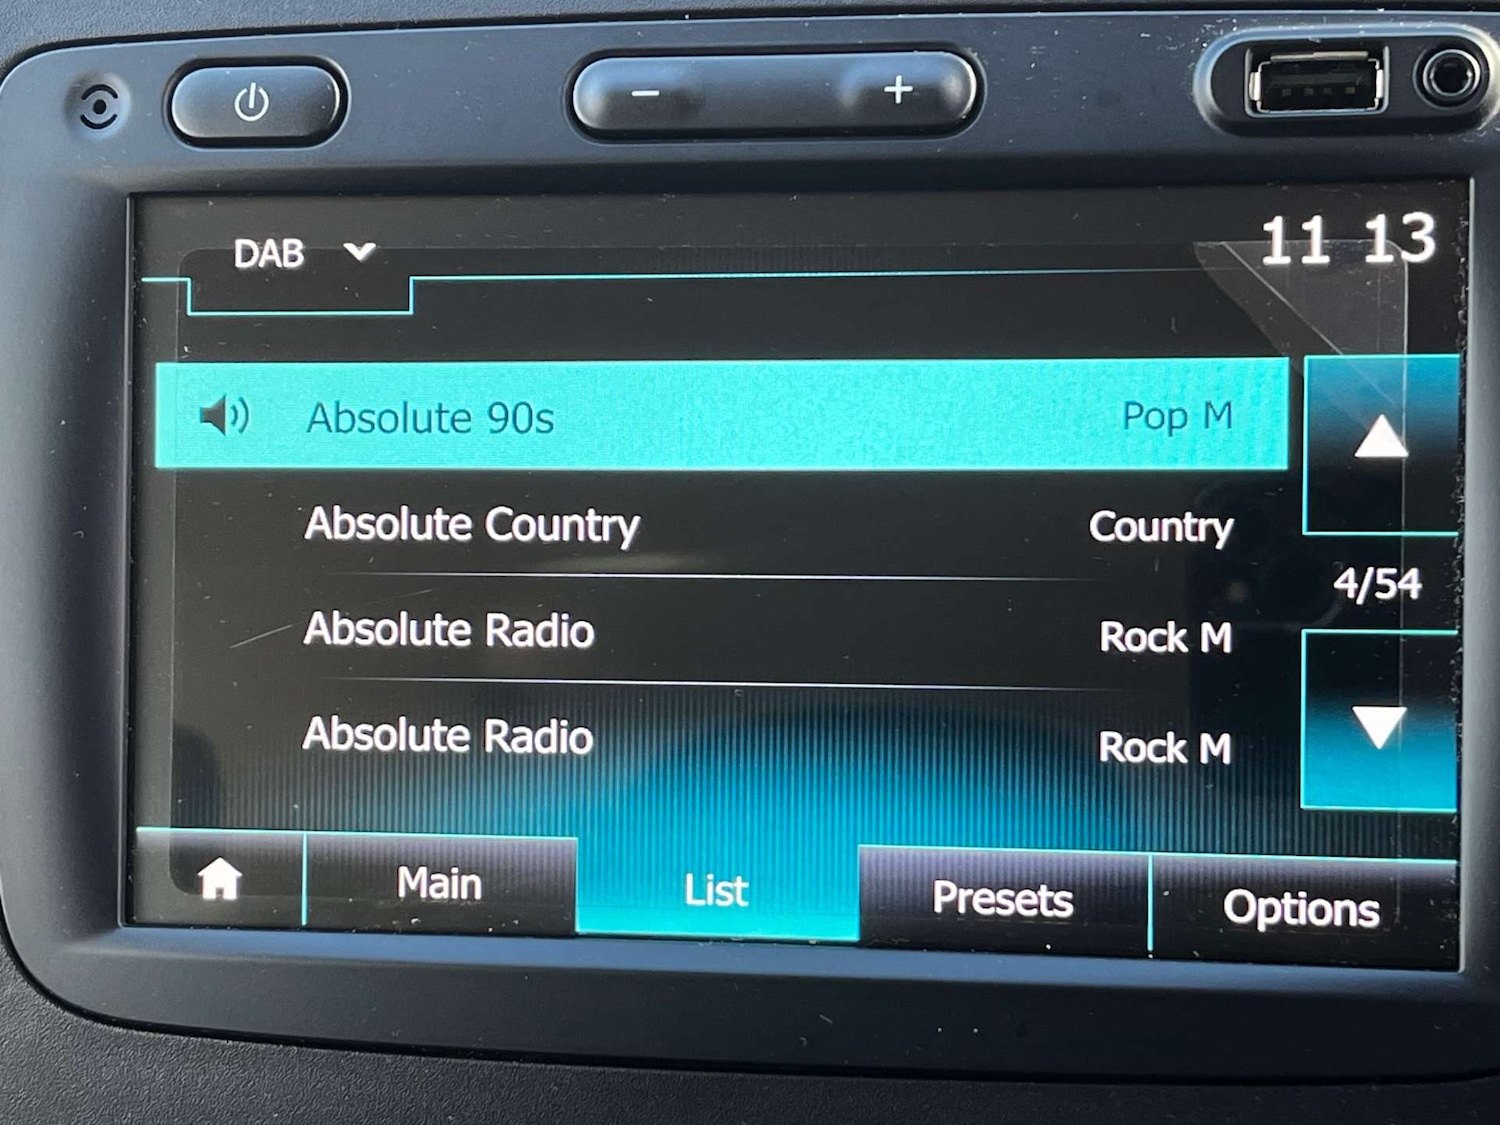 DAB
11 13
Absolute 90s Pop M
Absolute Country Country
4/54
Absolute Radio Rock M
Absolute Radio Rock M
Main List Presets Options